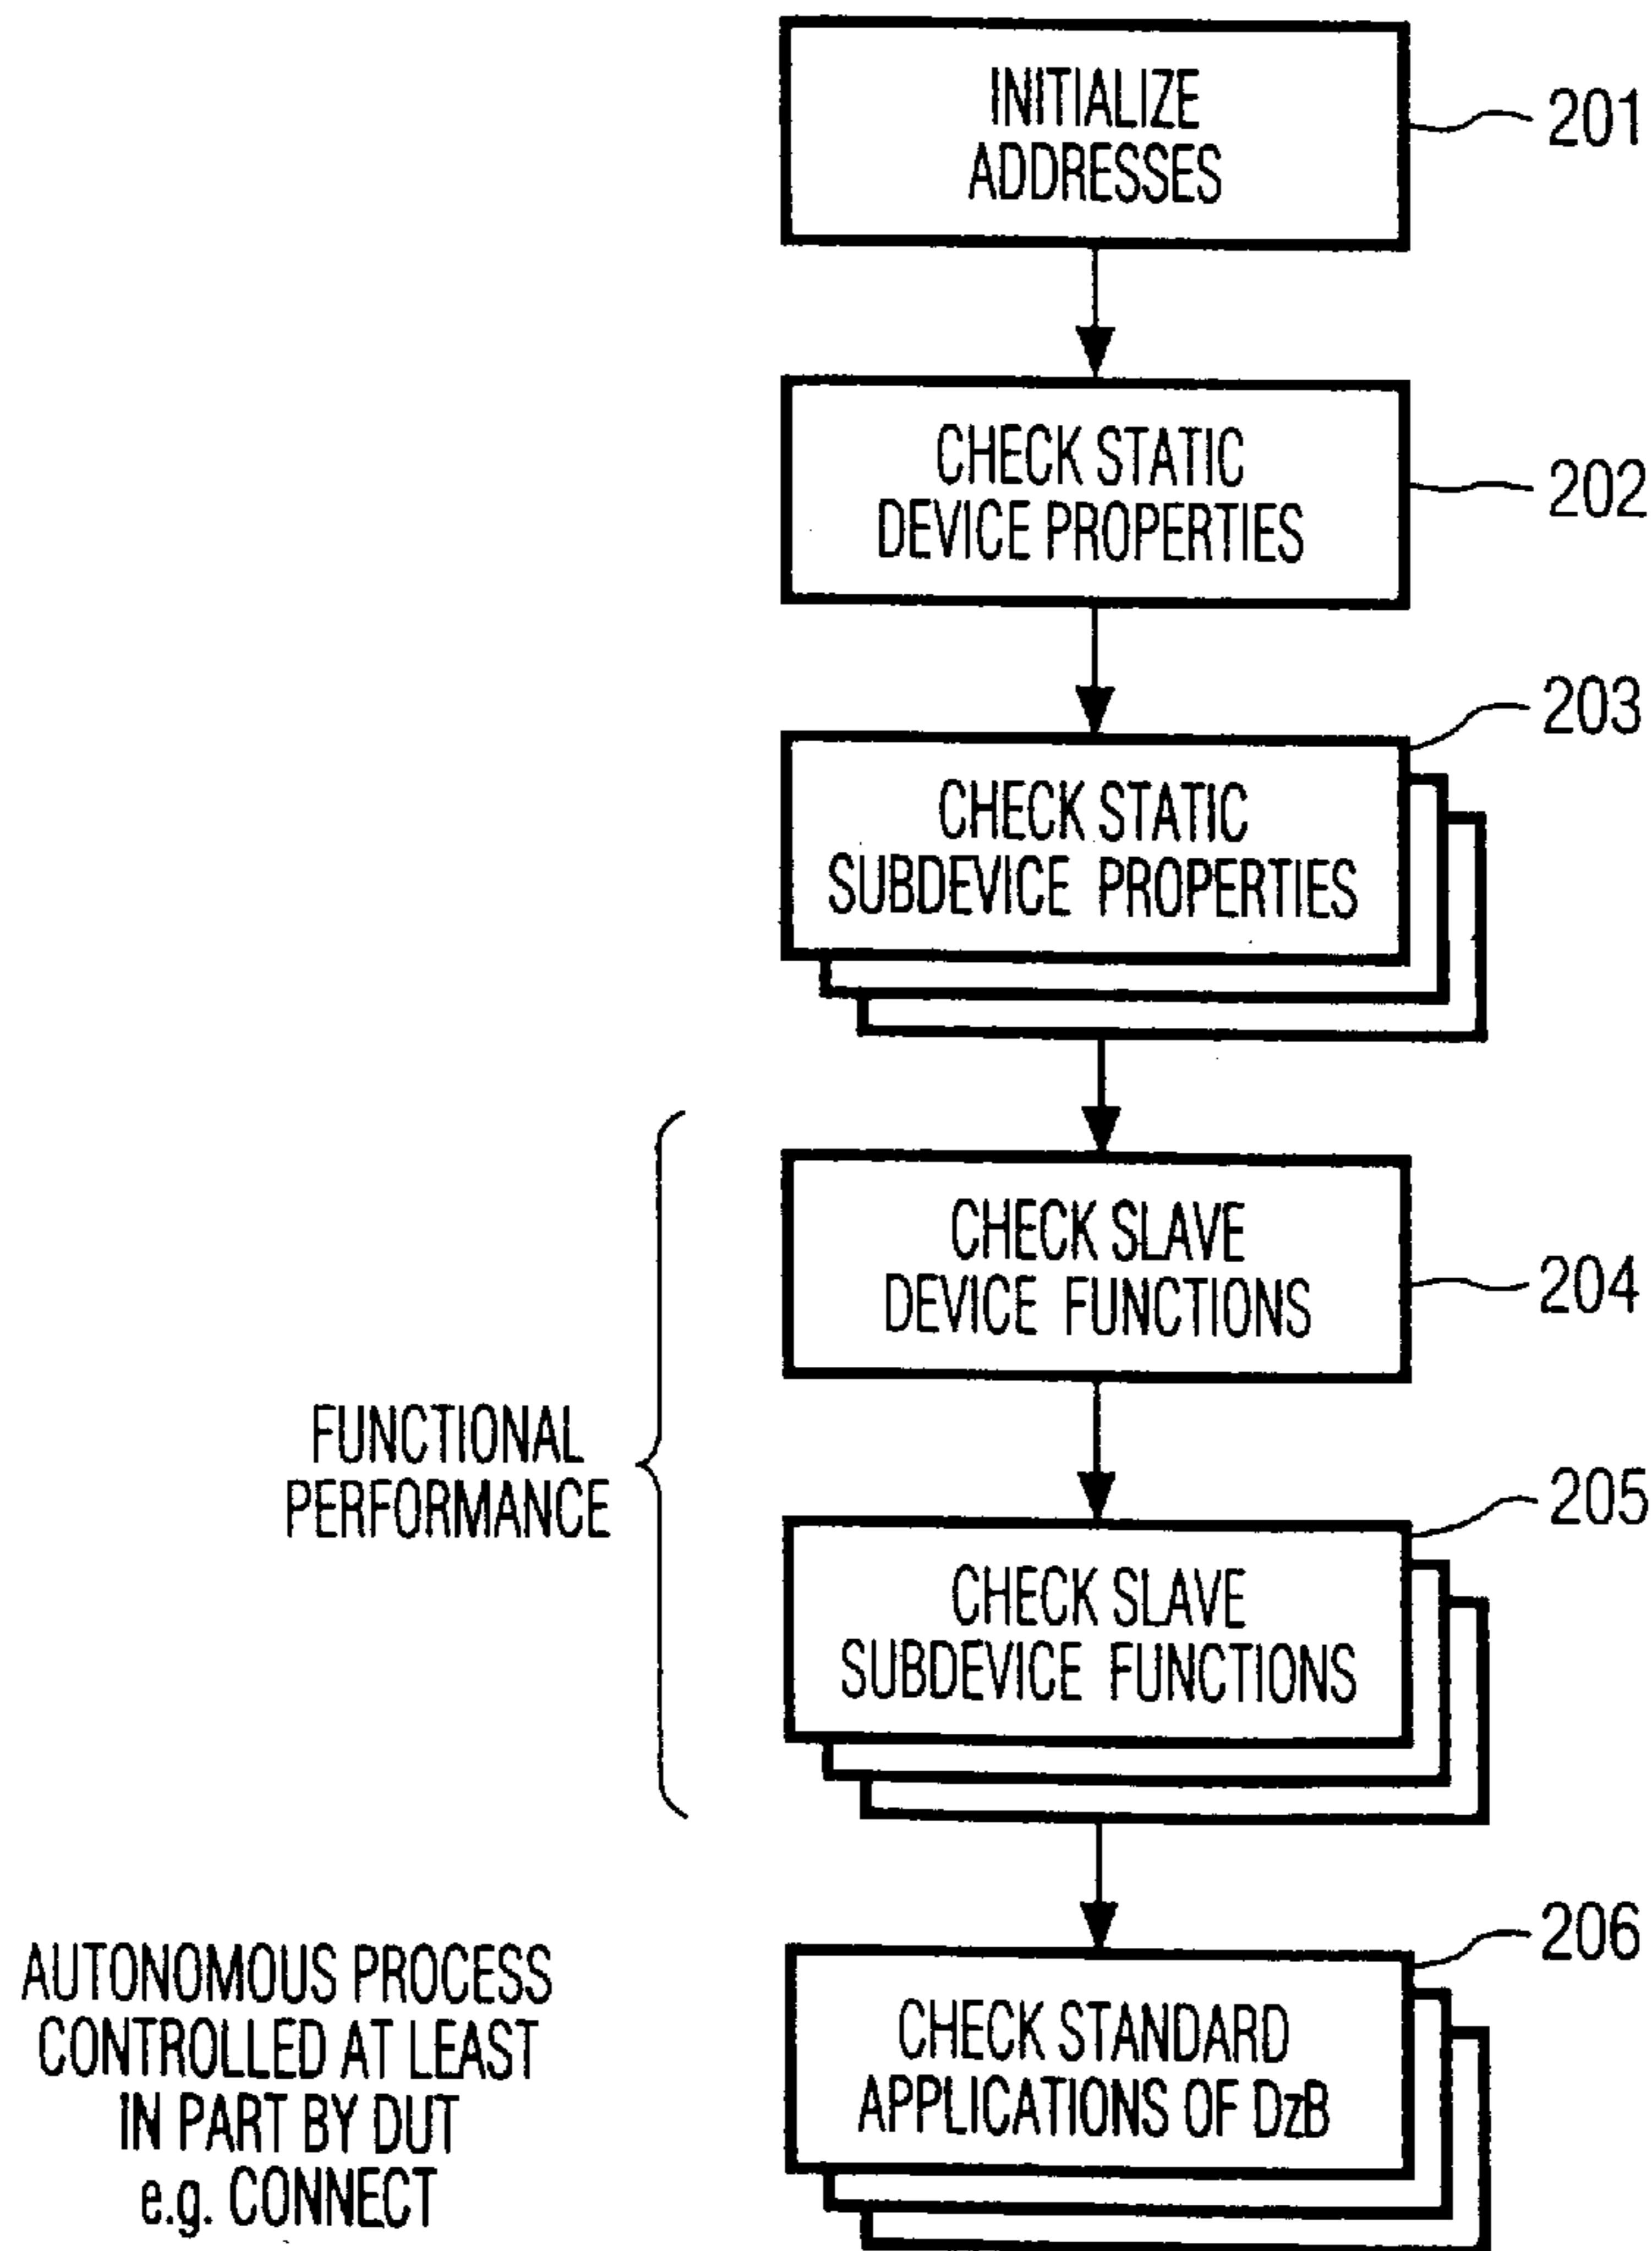 INITIALIZE
ADDRESSES
201
CHECK STATIC
DEVICE PROPERTIES
202
203
CHECK STATIC
SUBDEVICE PROPERTIES
CHECK SLAVE
DEVICE FUNCTIONS
204
FUNCTIONAL
PERFORMANCE
205
CHECK SLAVE
SUBDEVICE FUNCTIONS
206
AUTONOMOUS PROCESS
CONTROLLED AT LEAST
IN PART BY DUT
e.g. CONNECT
CHECK STANDARD
APPLICATIONS OF DzB